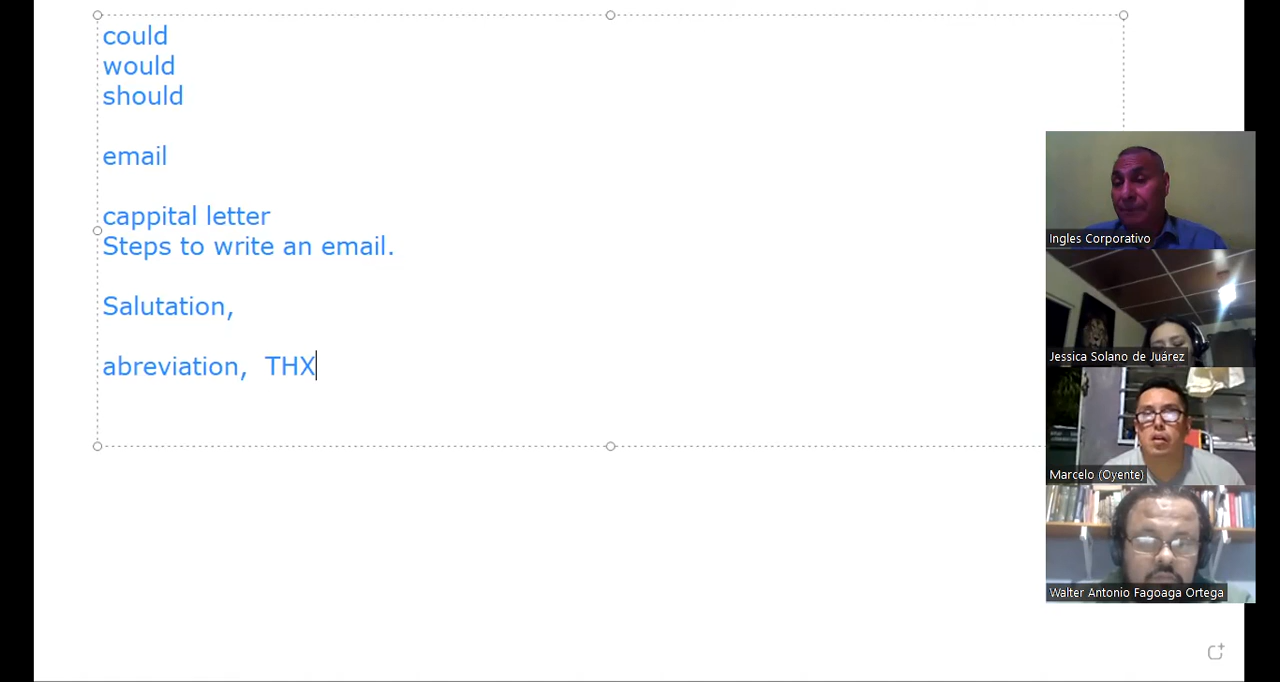 could
would
should
email
cappital letter
Steps to write an email.
Salutation,
abreviation,  THX
Ingles Corporativo
Jessica Solano de Juárez
Marcelo (Oyente)
Walter Antonio Fagoaga Ortega